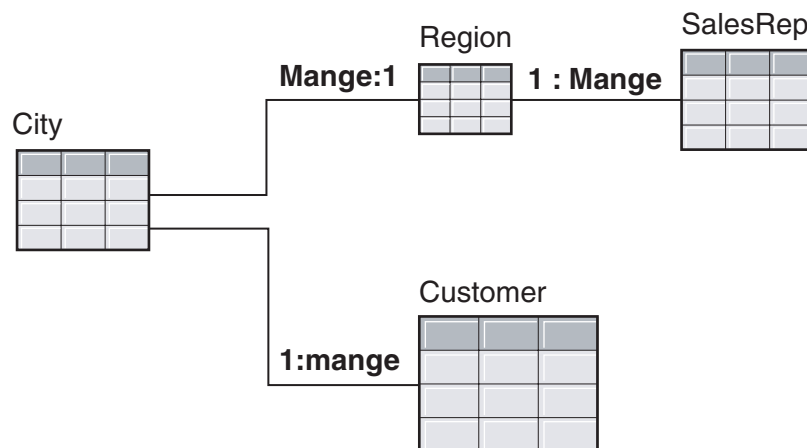 SalesRep
Region
Mange:1
1 : Mange
City
Customer
1:mange